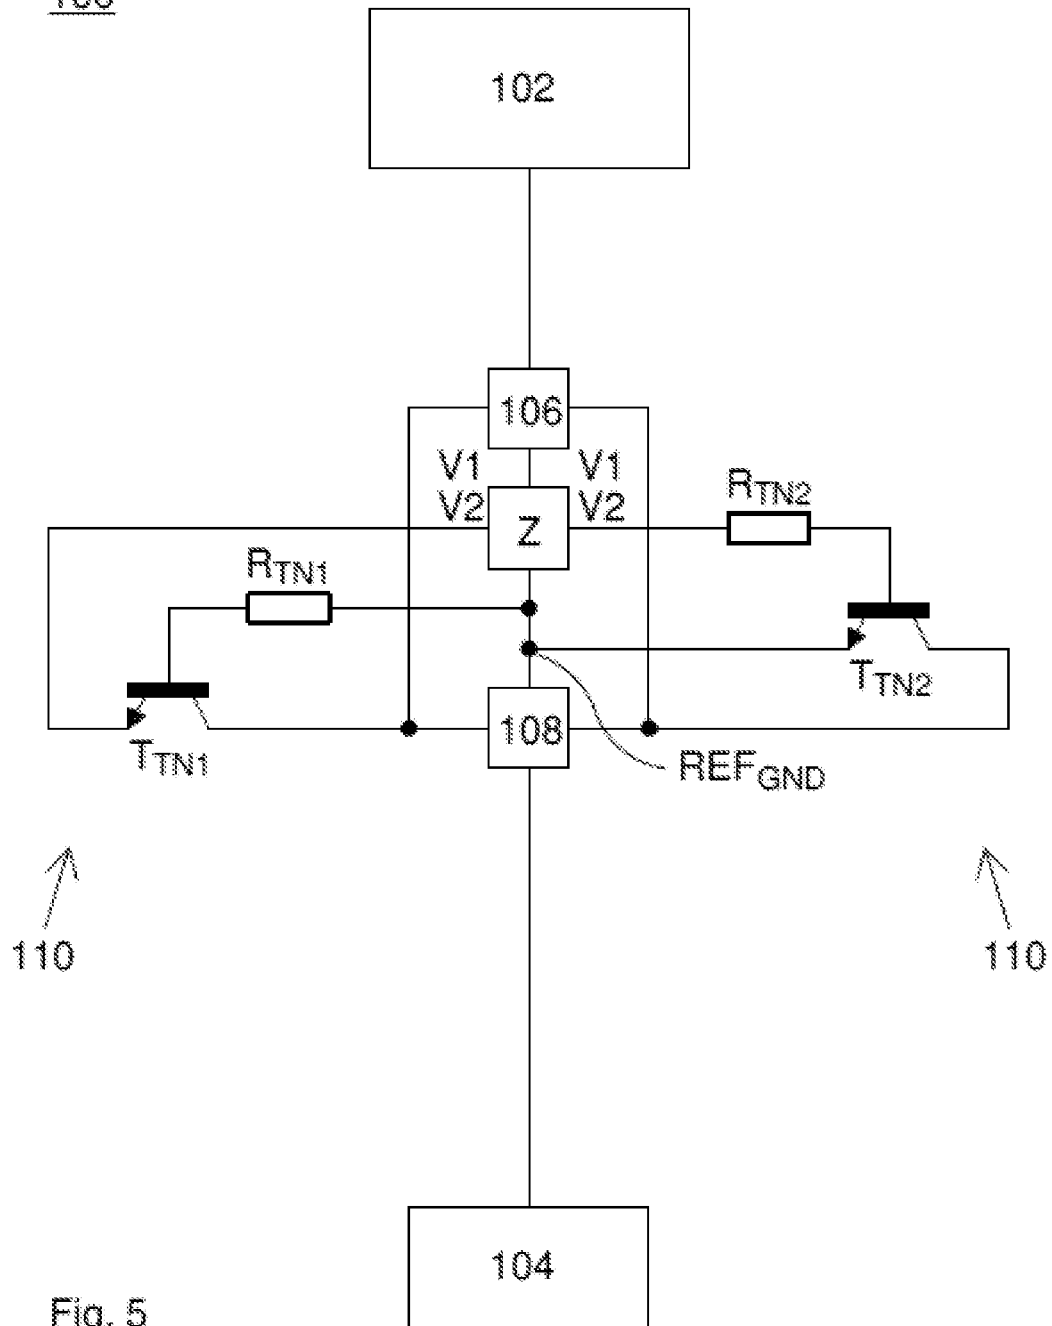 102
106
V1 V1
V2 V2
Z
R_TN2
R_TN1
T_TN2
108
T_TN1
REF_GND
110 110
104
Fig. 5